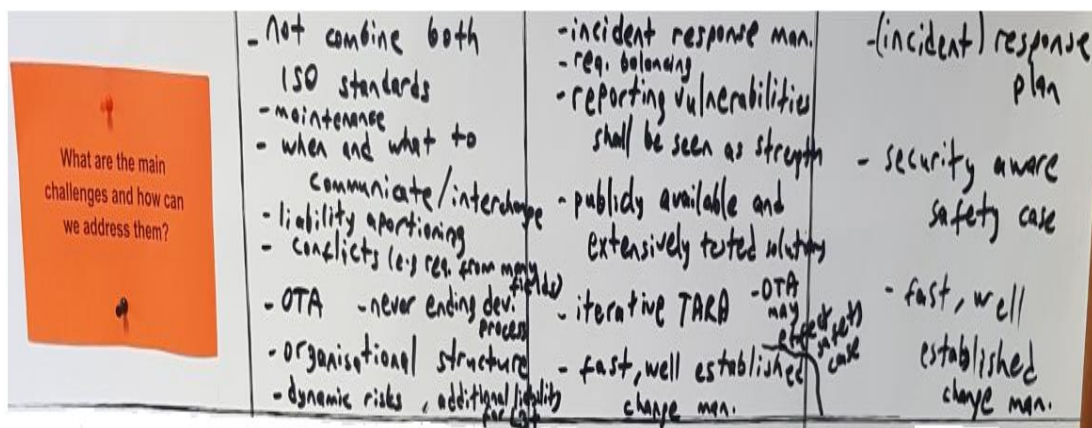 What are the main
challenges and how can
we address them?
- not combine both
ISO standards
- maintenance
- when and what to
communicate/interchange
- liability aportioning
- conflicts (e.g req. from many
fields)
- OTA - never ending dev.
process
- organisational structure
- dynamic risks, additional liability
- incident response man.
- req. balancing
- reporting vulnerabilities
shall be seen as strength
- publicly available and
extensively tested solutions
- iterative TARA
- OTA
may
effect
safety
case
- fast, well established
change man.
- (incident) response
plan
- security aware
safety case
- fast, well
established
change man.